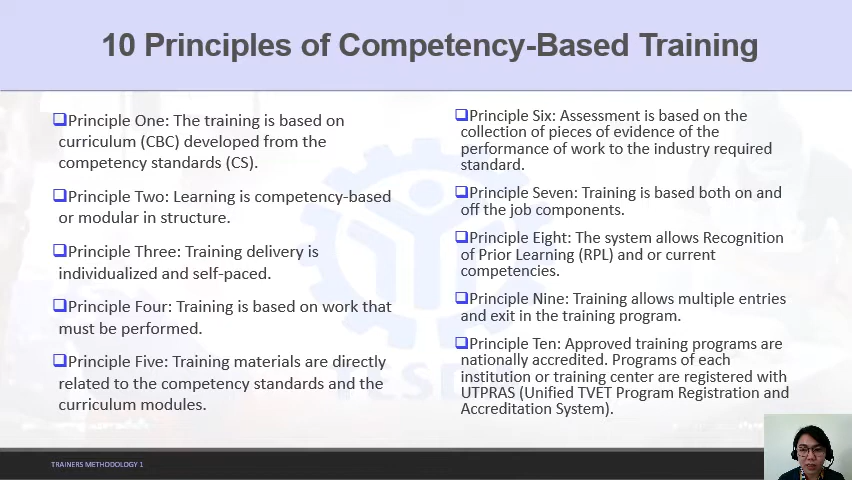 10 Principles of Competency-Based Training
❑Principle One: The training is based on
curriculum (CBC) developed from the
competency standards (CS).
❑Principle Two: Learning is competency-based
or modular in structure.
❑Principle Three: Training delivery is
individualized and self-paced.
❑Principle Four: Training is based on work that
must be performed.
❑Principle Five: Training materials are directly
related to the competency standards and the
curriculum modules.
❑Principle Six: Assessment is based on the
collection of pieces of evidence of the
performance of work to the industry required
standard.
❑Principle Seven: Training is based both on and
off the job components.
❑Principle Eight: The system allows Recognition
of Prior Learning (RPL) and or current
competencies.
❑Principle Nine: Training allows multiple entries
and exit in the training program.
❑Principle Ten: Approved training programs are
nationally accredited. Programs of each
institution or training center are registered with
UTPRAS (Unified TVET Program Registration and
Accreditation System).
TESDA
TRAINERS METHODOLOGY 1